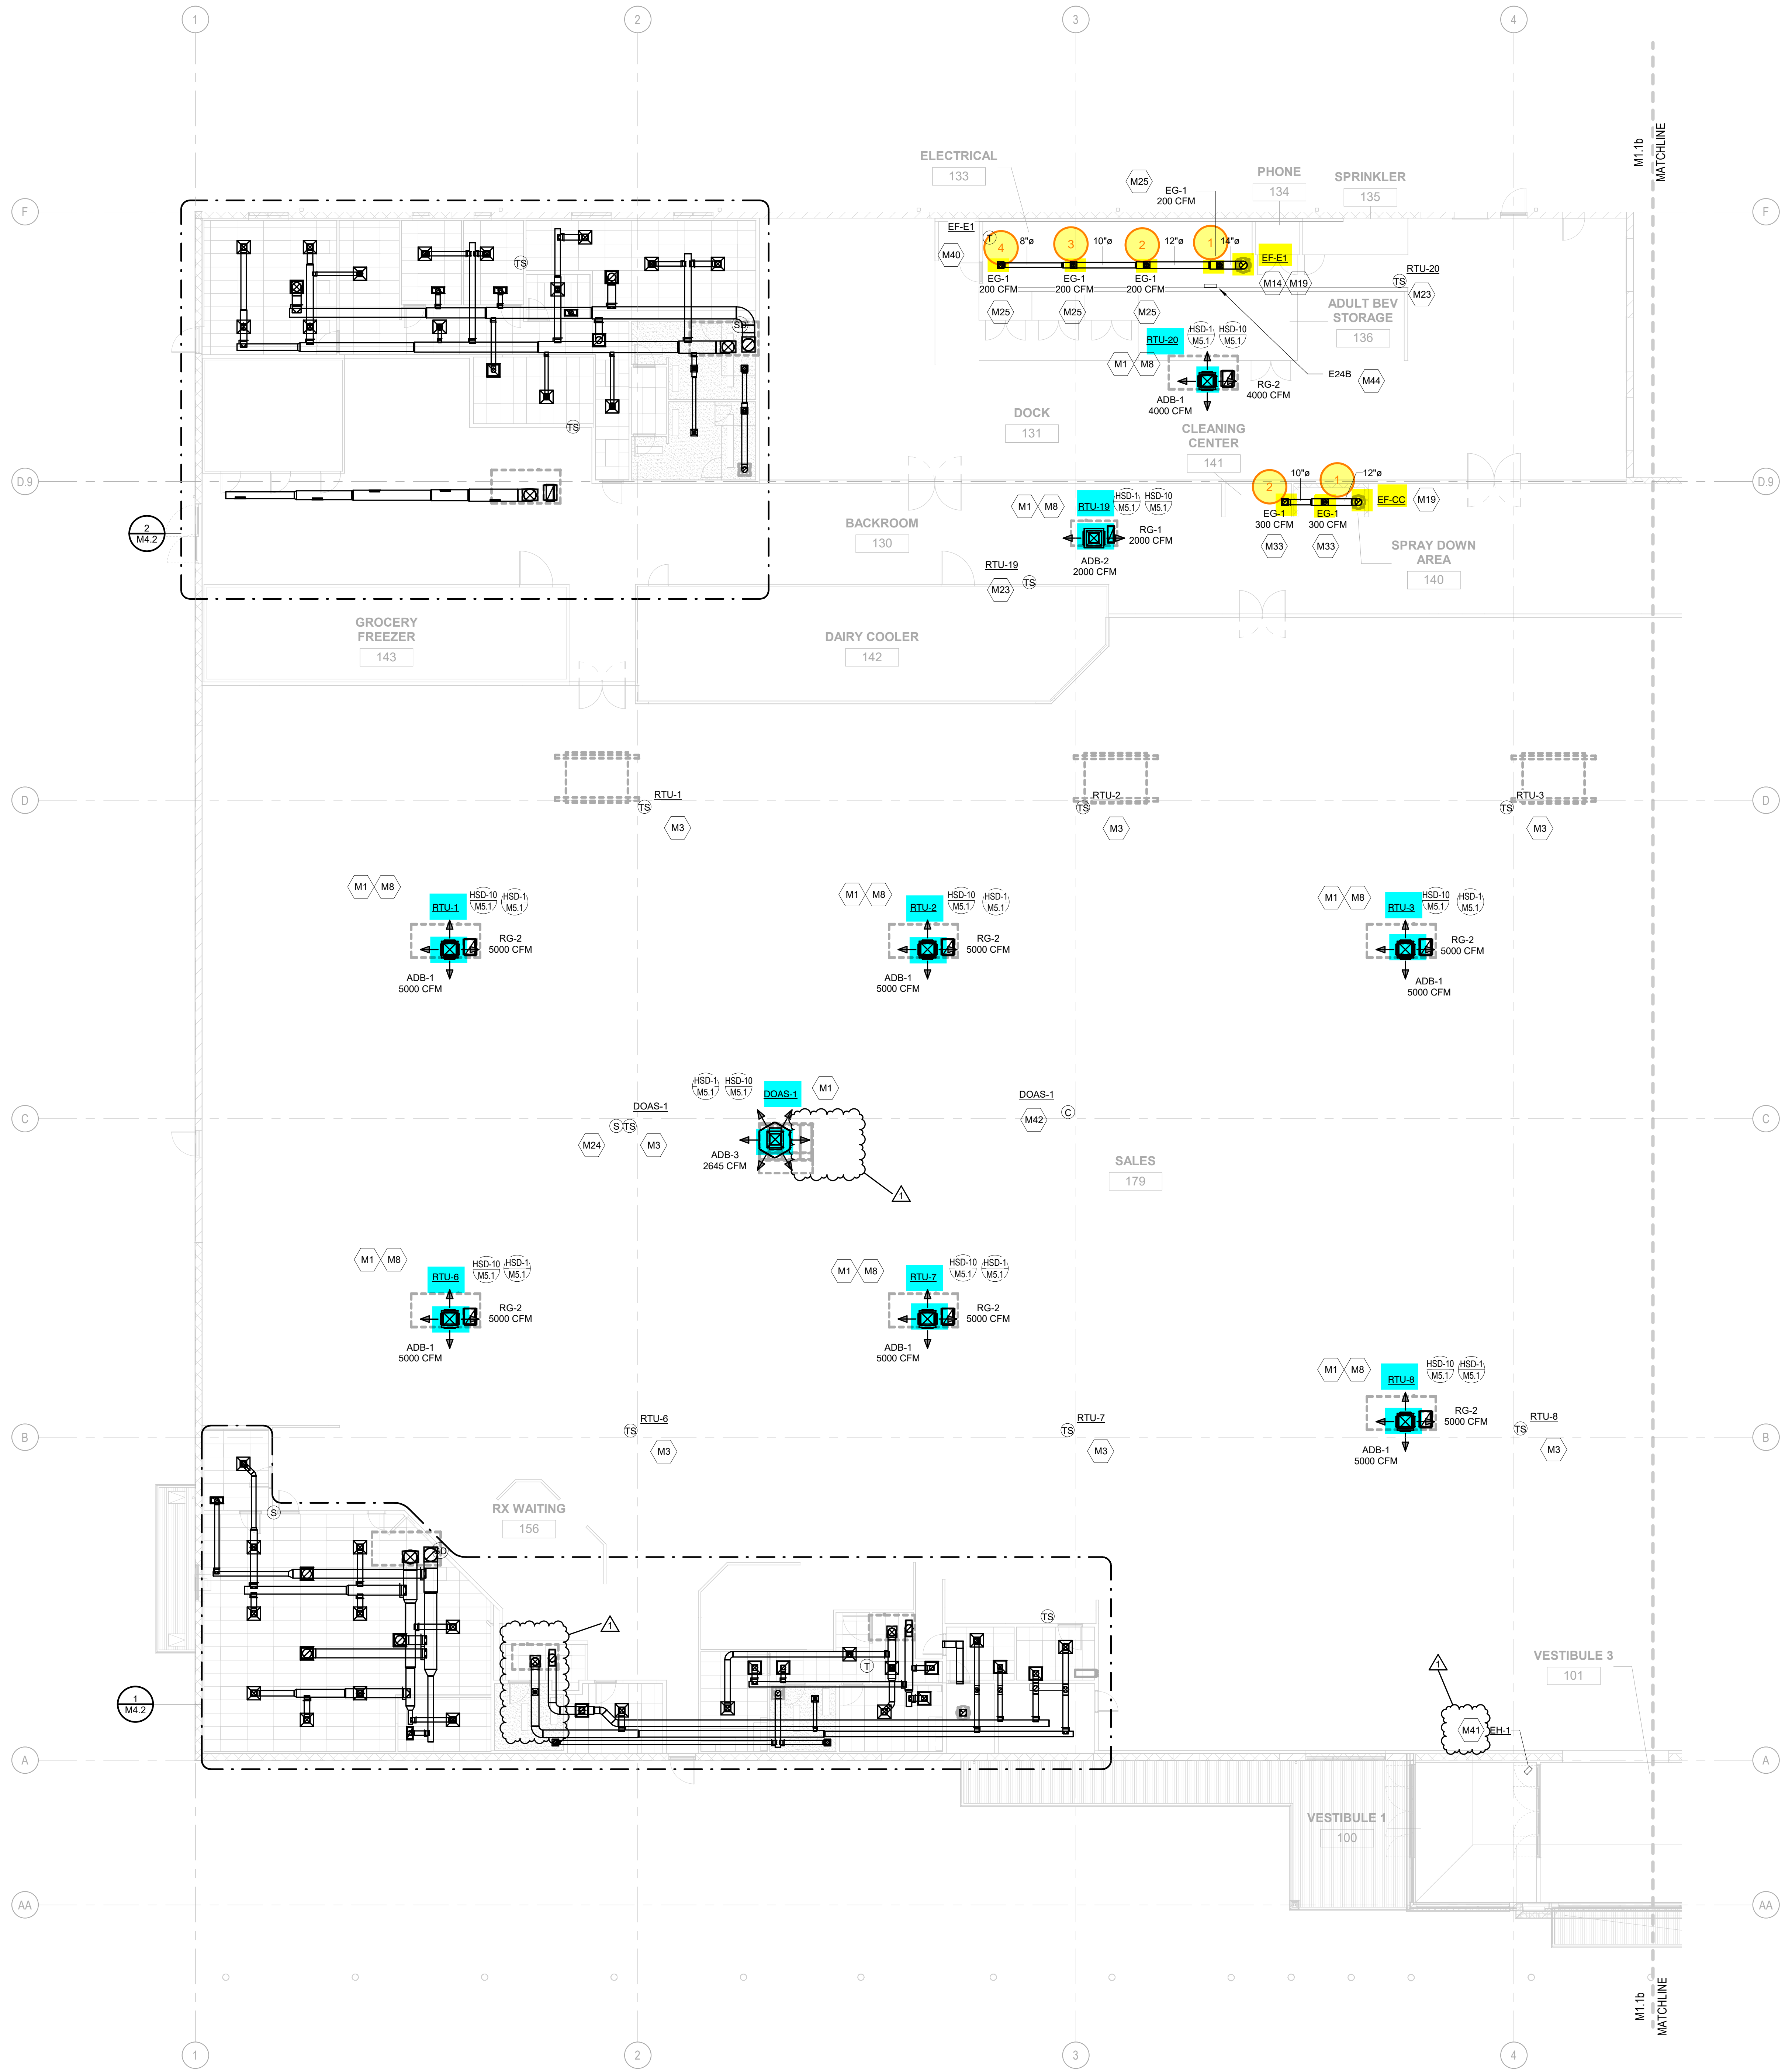 1
2
3
4
M1.1b
MATCHLINE
ELECTRICAL
133
PHONE
134
SPRINKLER
135
M25
EG-1
200 CFM
F
F
EF-E1
T
M40
4
8"ø
3
10"ø
2
12"ø
1
14"ø
EF-E1
M14
M19
EG-1
200 CFM
EG-1
200 CFM
EG-1
200 CFM
M25
M25
M25
RTU-20
TS
M23
ADULT BEV
STORAGE
136
TS
SD
RTU-20
HSD-1
M5.1
HSD-10
M5.1
M1
M8
ADB-1
4000 CFM
RG-2
4000 CFM
E24B
M44
TS
DOCK
131
CLEANING
CENTER
141
D.9
D.9
2
10"ø
1
12"ø
EF-CC
M19
EG-1
300 CFM
EG-1
300 CFM
M33
M33
SPRAY DOWN
AREA
140
2
M4.2
BACKROOM
130
M1
M8
RTU-19
HSD-1
M5.1
HSD-10
M5.1
RG-1
2000 CFM
ADB-2
2000 CFM
RTU-19
TS
M23
GROCERY
FREEZER
143
DAIRY COOLER
142
D
D
RTU-1
TS
M3
RTU-2
TS
M3
RTU-3
TS
M3
M1
M8
RTU-1
HSD-10
M5.1
HSD-1
M5.1
RG-2
5000 CFM
ADB-1
5000 CFM
M1
M8
RTU-2
HSD-10
M5.1
HSD-1
M5.1
RG-2
5000 CFM
ADB-1
5000 CFM
M1
M8
RTU-3
HSD-10
M5.1
HSD-1
M5.1
RG-2
5000 CFM
ADB-1
5000 CFM
HSD-1
M5.1
HSD-10
M5.1
DOAS-1
M1
C
C
DOAS-1
S
TS
M24
M3
ADB-3
2645 CFM
1
DOAS-1
C
M42
SALES
179
M1
M8
RTU-6
HSD-10
M5.1
HSD-1
M5.1
RG-2
5000 CFM
ADB-1
5000 CFM
M1
M8
RTU-7
HSD-10
M5.1
HSD-1
M5.1
RG-2
5000 CFM
ADB-1
5000 CFM
M1
M8
RTU-8
HSD-10
M5.1
HSD-1
M5.1
RG-2
5000 CFM
ADB-1
5000 CFM
B
B
RTU-6
TS
M3
RTU-7
TS
M3
RTU-8
TS
M3
RX WAITING
156
S
SD
1
TS
T
1
M4.2
VESTIBULE 3
101
1
M41
EH-1
A
A
VESTIBULE 1
100
AA
AA
M1.1b
MATCHLINE
1
2
3
4